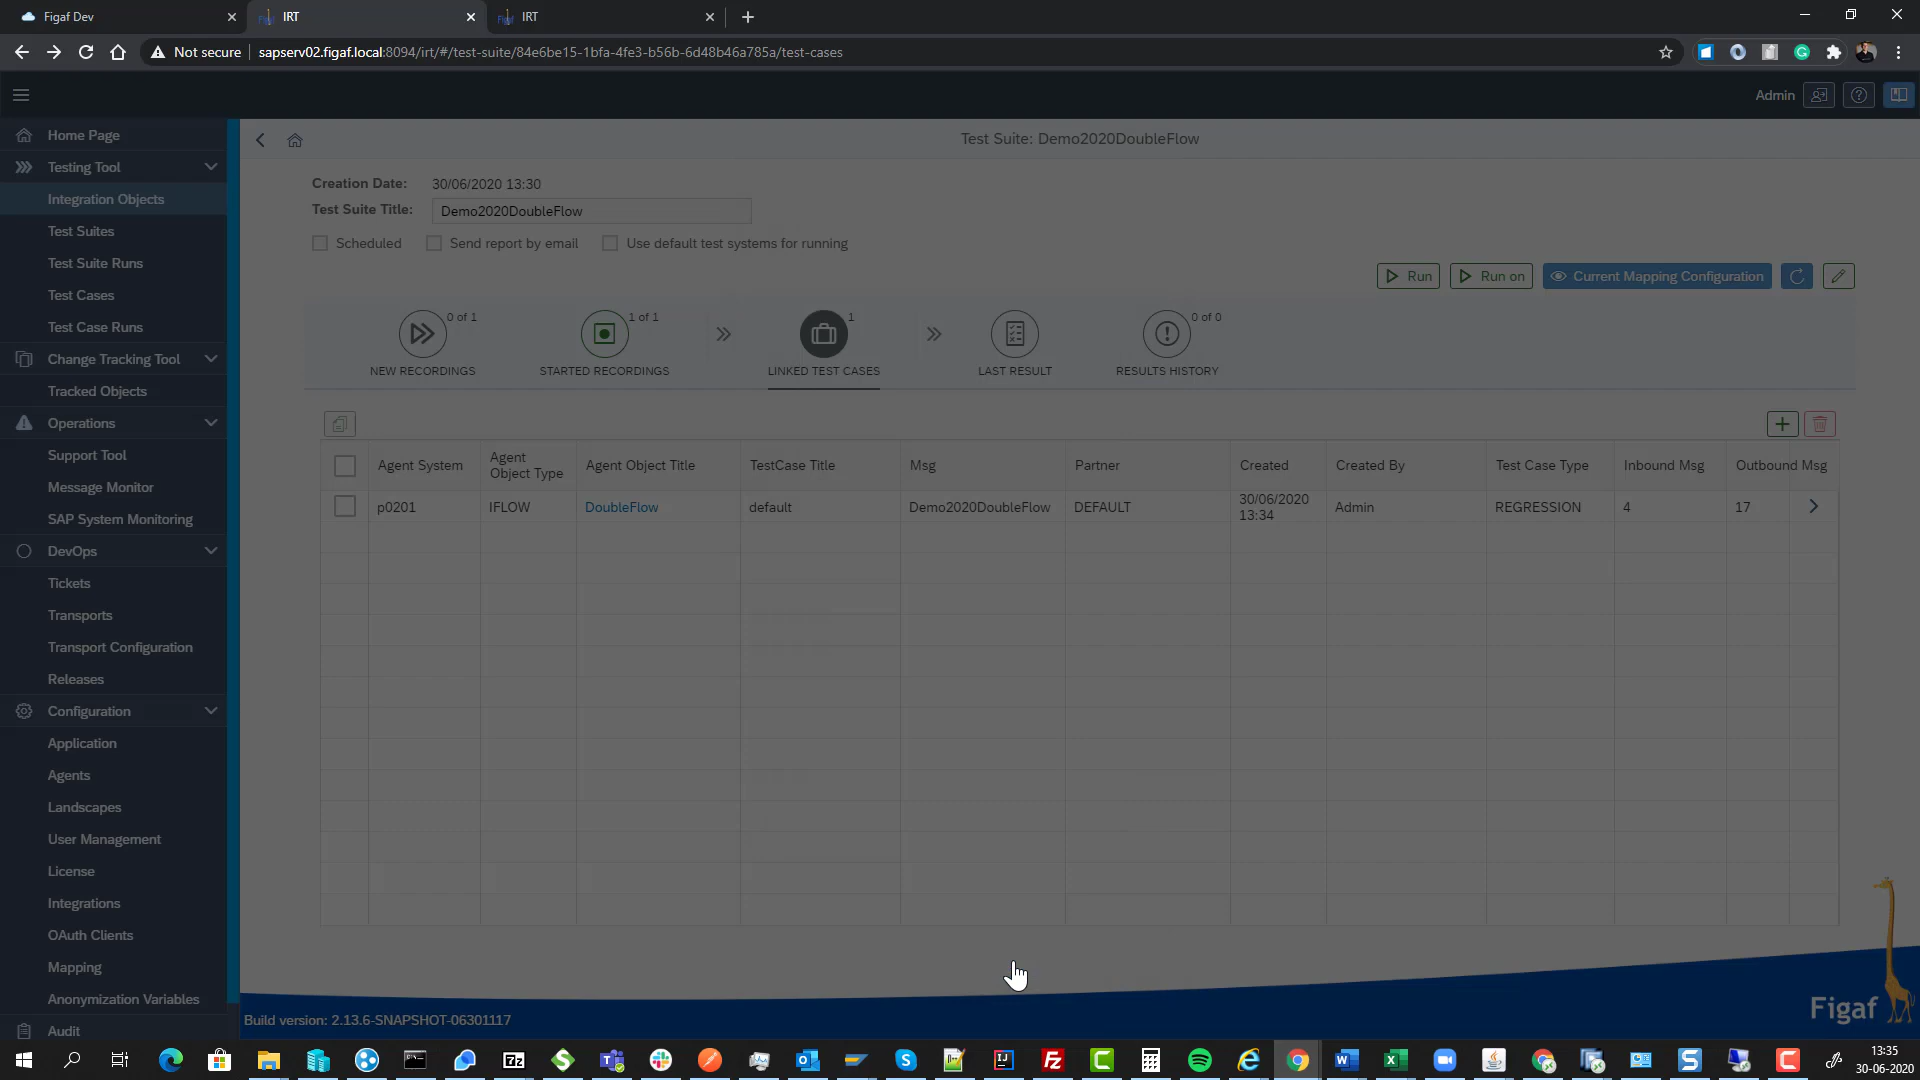 Figaf Dev
IRT
IRT
Not secure
sapserv02.figaf.local:8094/irt/#/test-suite/84e6be15-1bfa-4fe3-b56b-6d48b46a785a/test-cases
Admin
Home Page
Testing Tool
Integration Objects
Test Suites
Test Suite Runs
Test Cases
Test Case Runs
Change Tracking Tool
Tracked Objects
Operations
Support Tool
Message Monitor
SAP System Monitoring
DevOps
Tickets
Transports
Transport Configuration
Releases
Configuration
Application
Agents
Landscapes
User Management
License
Integrations
OAuth Clients
Mapping
Anonymization Variables
Audit
Test Suite: Demo2020DoubleFlow
Creation Date: 30/06/2020 13:30
Test Suite Title: Demo2020DoubleFlow
Scheduled Send report by email Use default test systems for running
Run Run on Current Mapping Configuration
0 of 1 1 of 1 1 0 of 0
NEW RECORDINGS STARTED RECORDINGS LINKED TEST CASES LAST RESULT RESULTS HISTORY
Agent System Agent Object Type Agent Object Title TestCase Title Msg Partner Created Created By Test Case Type Inbound Msg Outbound Msg
p0201 IFLOW DoubleFlow default Demo2020DoubleFlow DEFAULT 30/06/2020 13:34 Admin REGRESSION 4 17
Figaf
Build version: 2.13.6-SNAPSHOT-06301117
13:35
30-06-2020